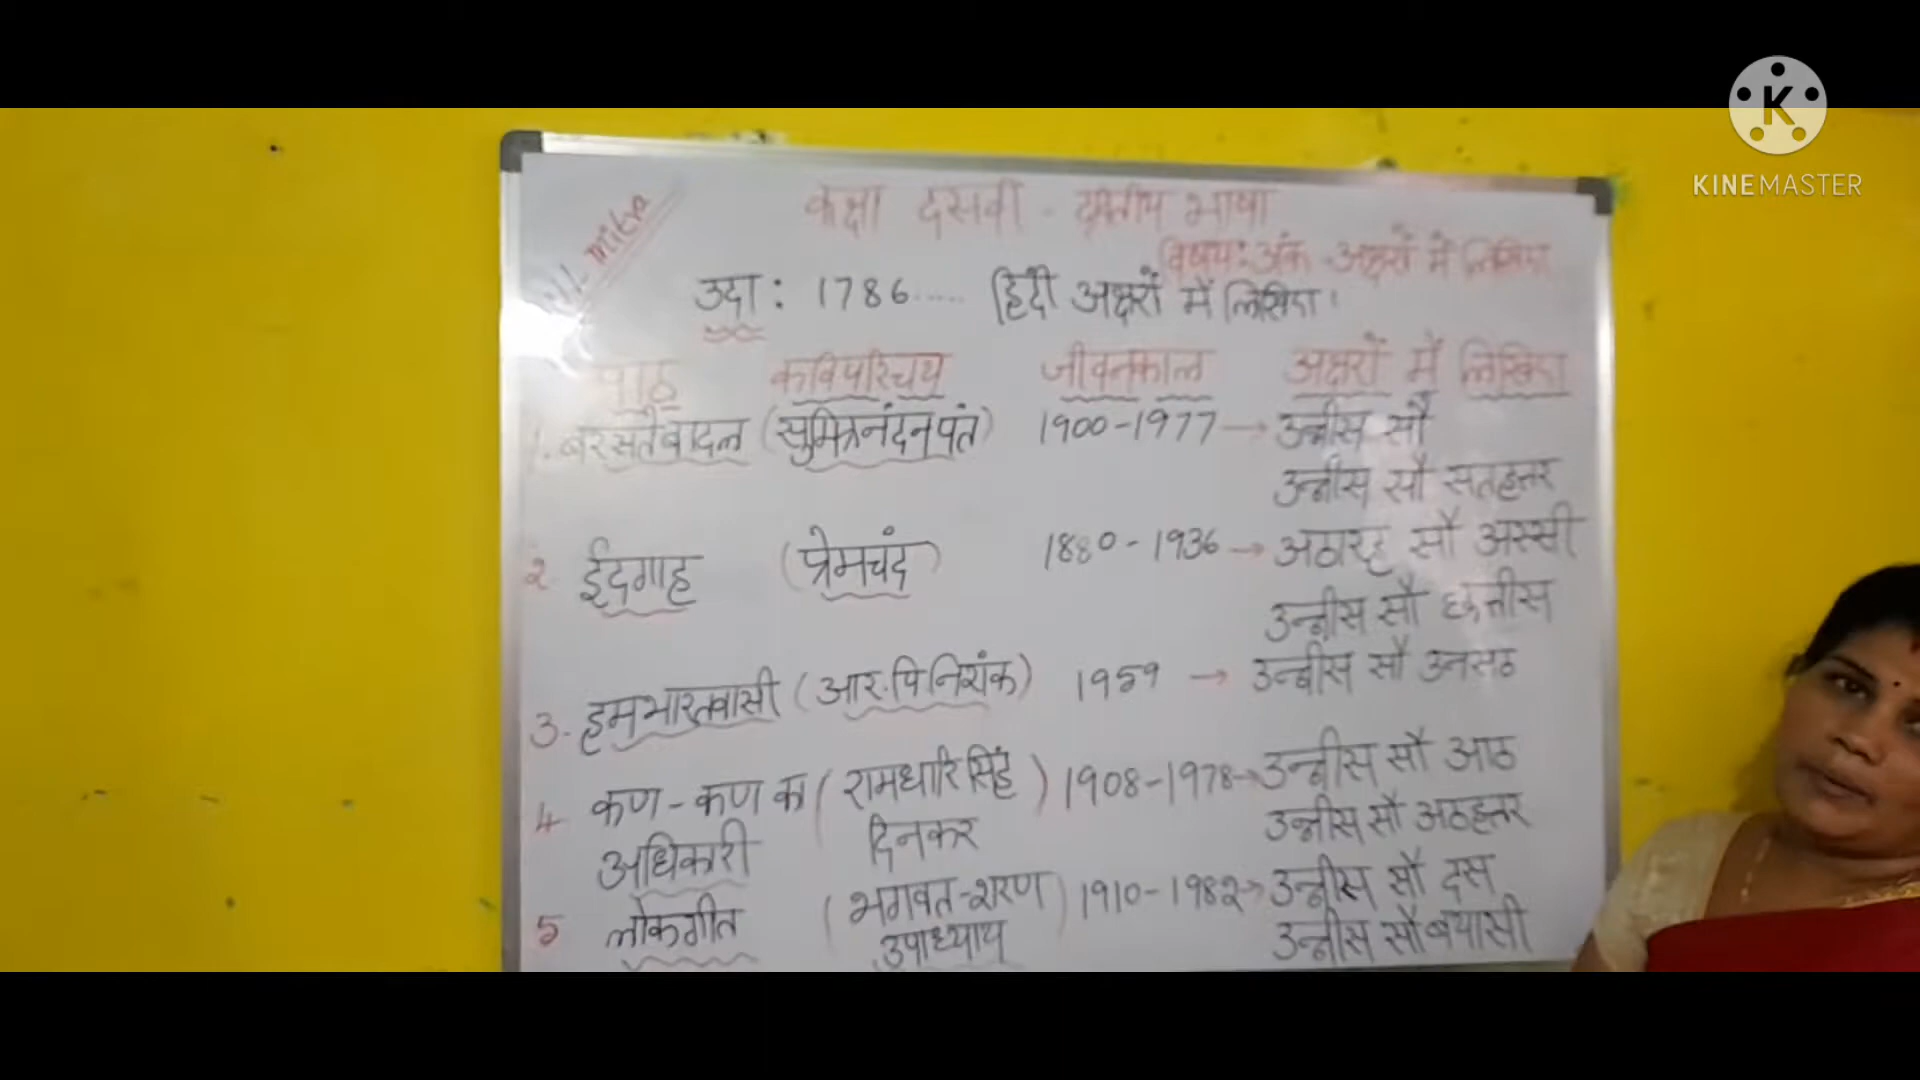 KINEMASTER
mitra
कक्षा दसवी - द्वितीय भाषा
विषय: अंक अक्षरों में लिखिए
उदा : 1786..... हिंदी अक्षरों में लिखिए।
पाठ कविपरिचय जीवनकाल अक्षरों में लिखिए
1. बरसतेबादल (सुमित्रानंदन पंत) 1900-1977 → उन्नीस सौ
उन्नीस सौ सतहत्तर
2. ईदगाह (प्रेमचंद) 1880-1936 → अठारह सौ अस्सी
उन्नीस सौ छत्तीस
3. हमभारतवासी (आर.पि निशंक) 1959 → उन्नीस सौ उनसठ
4 कण-कण का (रामधारि सिंह) 1908-1978 → उन्नीस सौ आठ
अधिकारी दिनकर उन्नीस सौ अठहत्तर
5 लोकगीत (भगवत-शरण) 1910-1982 → उन्नीस सौ दस
उपाध्याय उन्नीस सौ बयासी